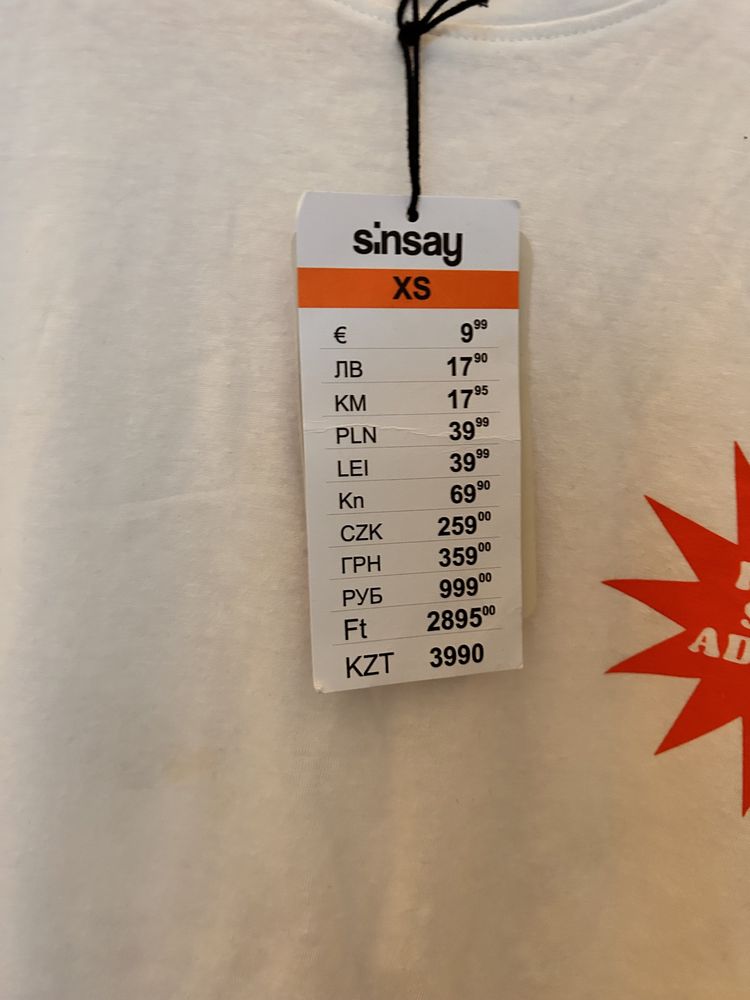 sinsay
XS
€ 9⁹⁹
ЛВ 17⁹⁰
KM 17⁹⁵
PLN 39⁹⁹
LEI 39⁹⁹
Kn 69⁹⁰
CZK 259⁰⁰
ГРН 359⁰⁰
РУБ 999⁰⁰
Ft 2895⁰⁰
KZT 3990